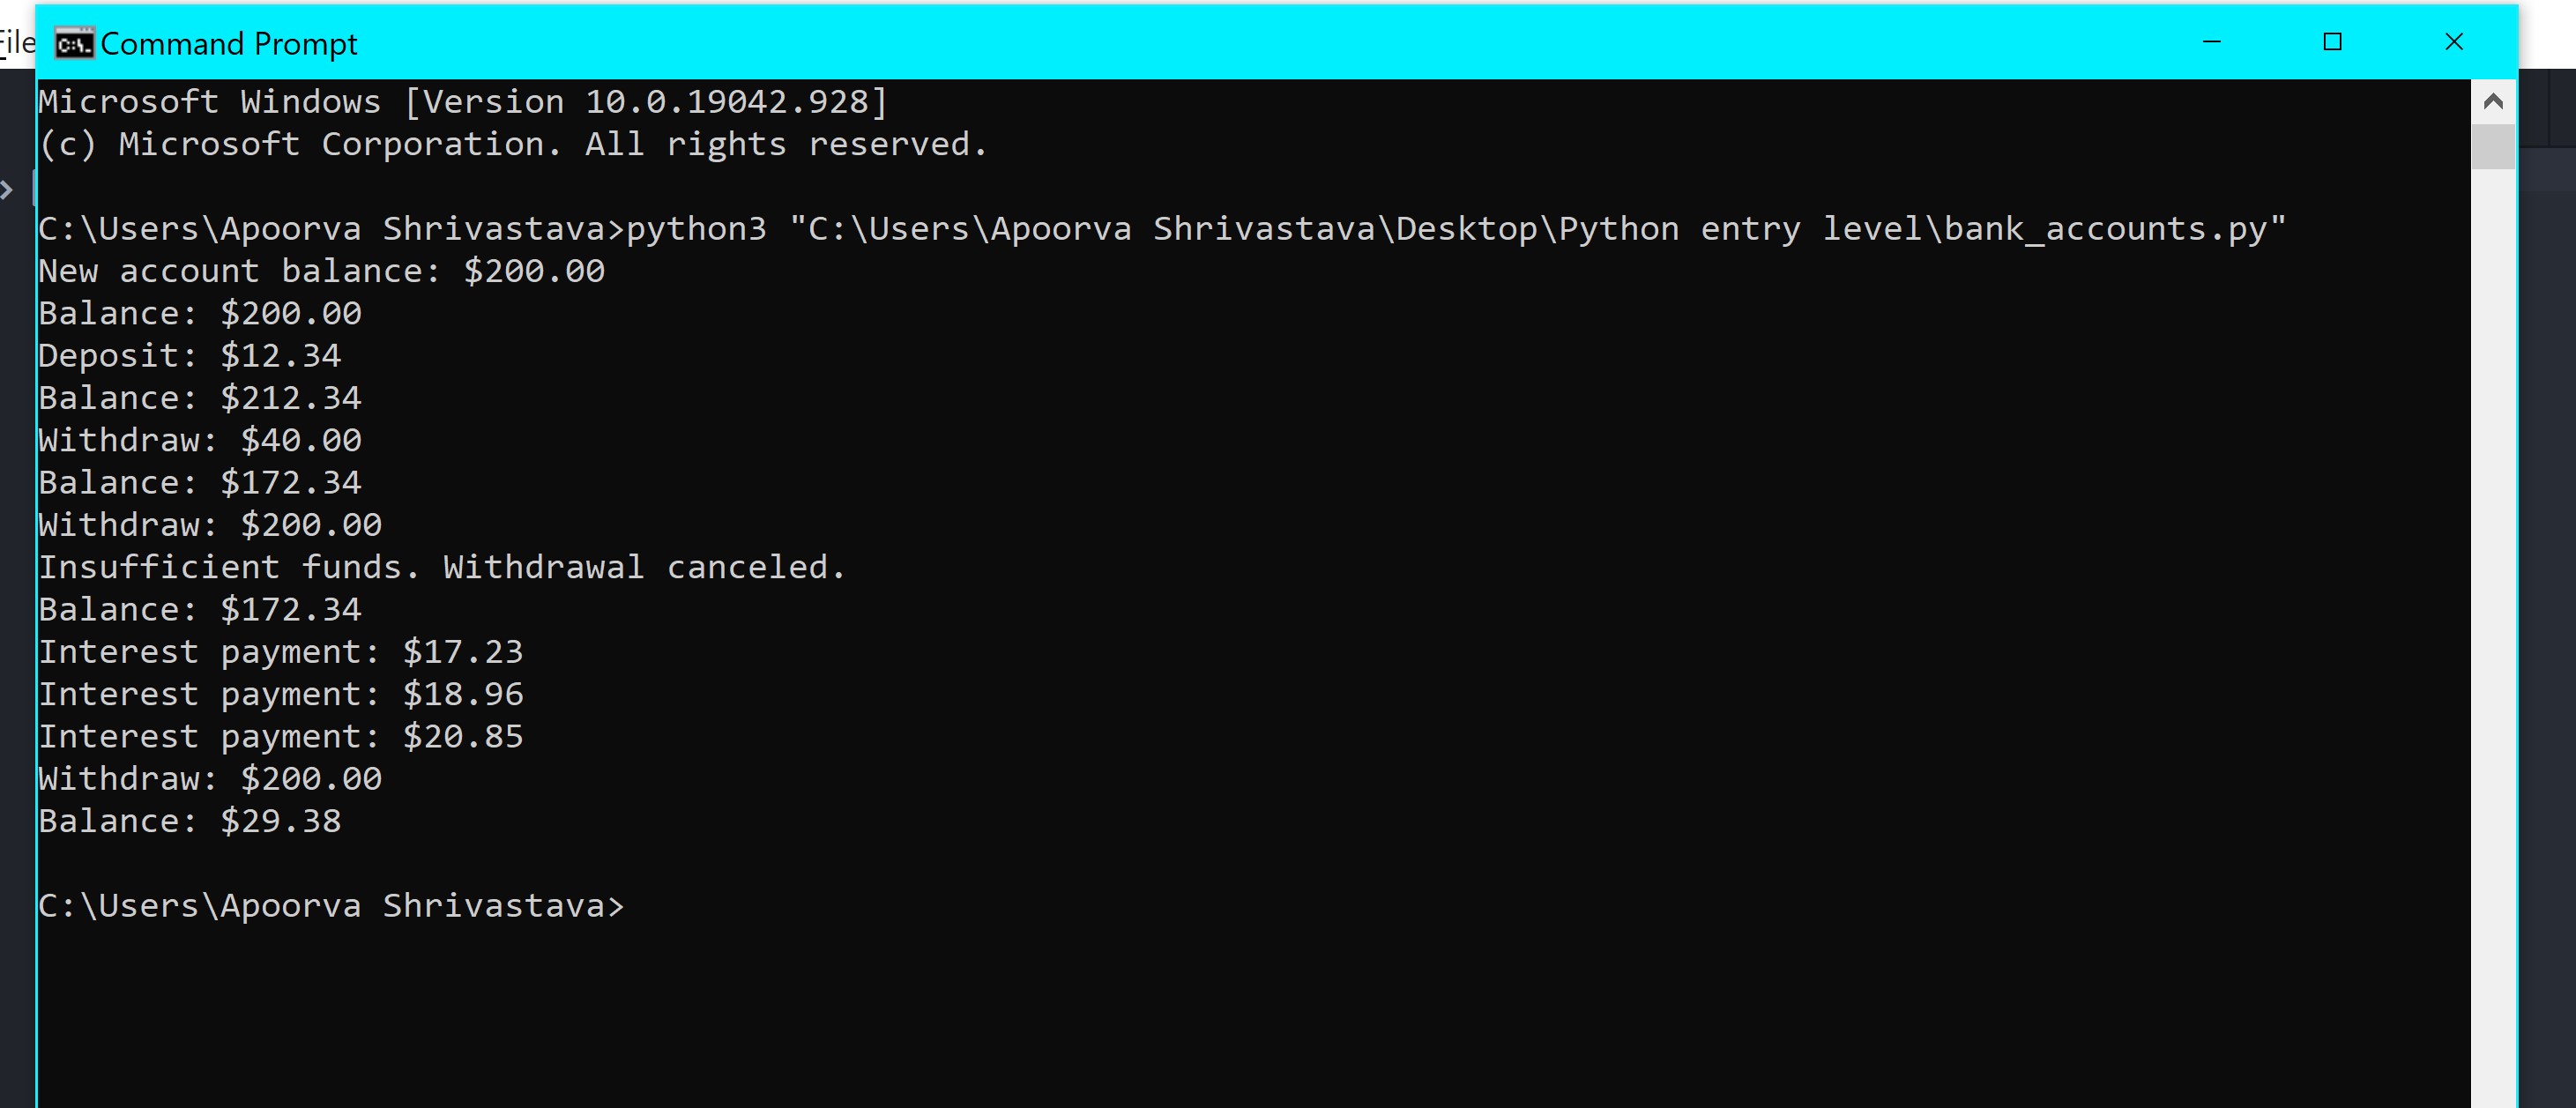 File
Command Prompt
Microsoft Windows [Version 10.0.19042.928]
(c) Microsoft Corporation. All rights reserved.
C:\Users\Apoorva Shrivastava>python3 "C:\Users\Apoorva Shrivastava\Desktop\Python entry level\bank_accounts.py"
New account balance: $200.00
Balance: $200.00
Deposit: $12.34
Balance: $212.34
Withdraw: $40.00
Balance: $172.34
Withdraw: $200.00
Insufficient funds. Withdrawal canceled.
Balance: $172.34
Interest payment: $17.23
Interest payment: $18.96
Interest payment: $20.85
Withdraw: $200.00
Balance: $29.38
C:\Users\Apoorva Shrivastava>